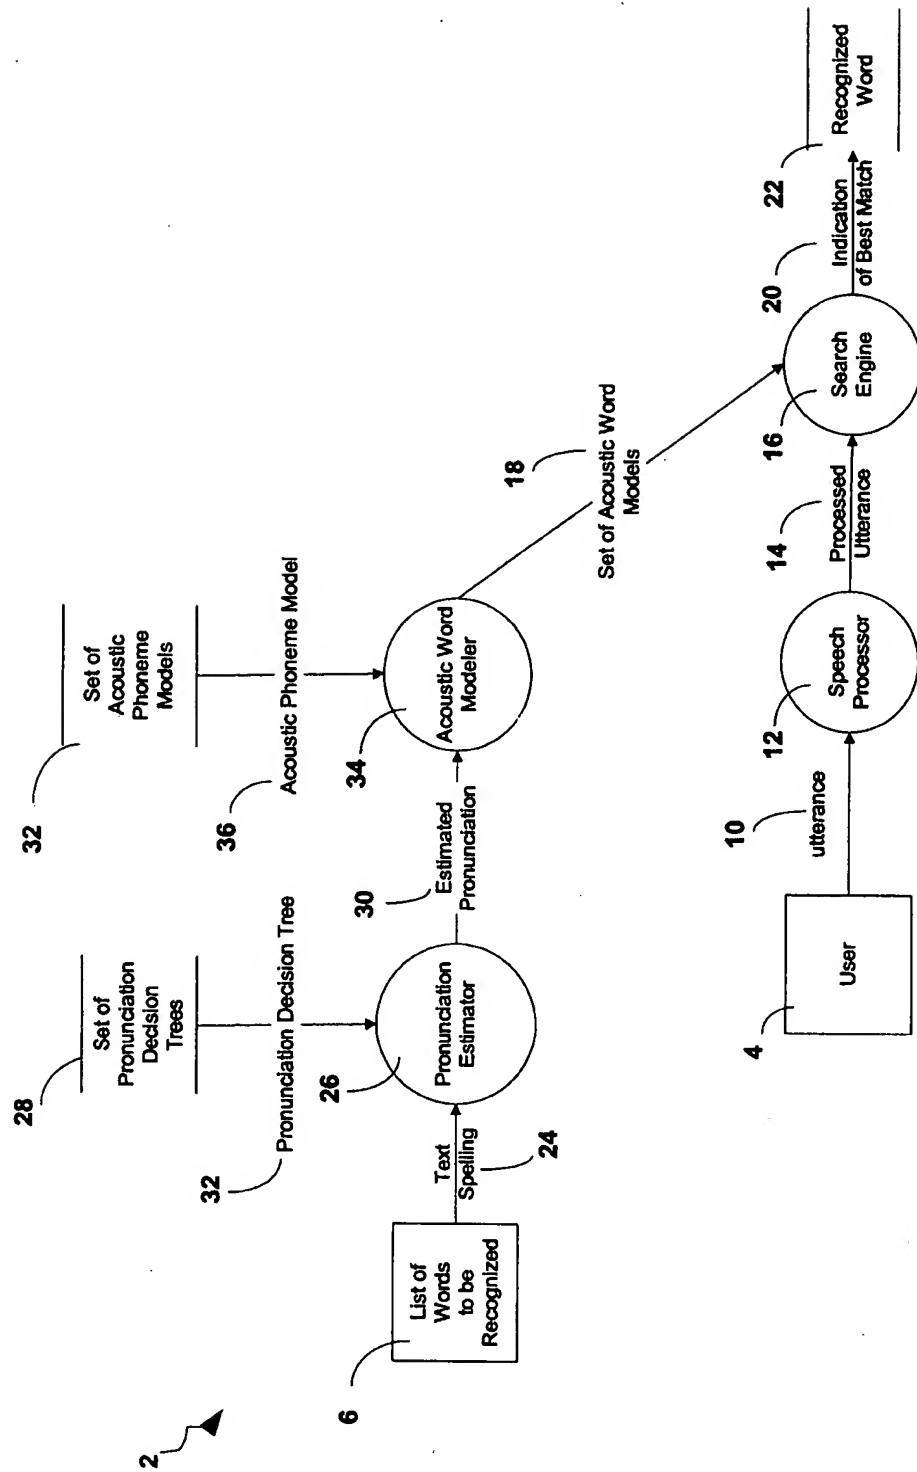 2
28
Set of
Pronunciation
Decision
Trees
32
Set of
Acoustic
Phoneme
Models
32
Pronunciation Decision Tree
36
Acoustic Phoneme Model
6
List of
Words
to be
Recognized
Text
Spelling
24
26
Pronunciation
Estimator
30
Estimated
Pronunciation
34
Acoustic Word
Modeler
18
Set of Acoustic Word
Models
4
User
10
utterance
12
Speech
Processor
14
Processed
Utterance
16
Search
Engine
20
Indication
of Best Match
22
Recognized
Word